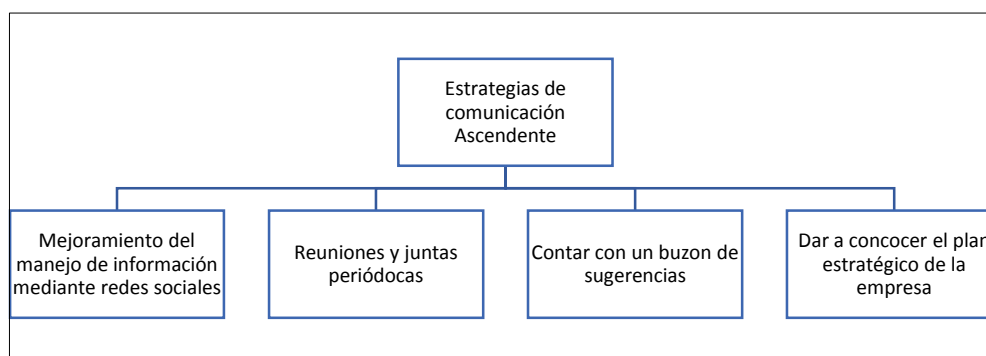 Estrategias de
comunicación
Ascendente
Mejoramiento del
manejo de información
mediante redes sociales
Reuniones y juntas
periódocas
Contar con un buzon de
sugerencias
Dar a concocer el plan
estratégico de la
empresa